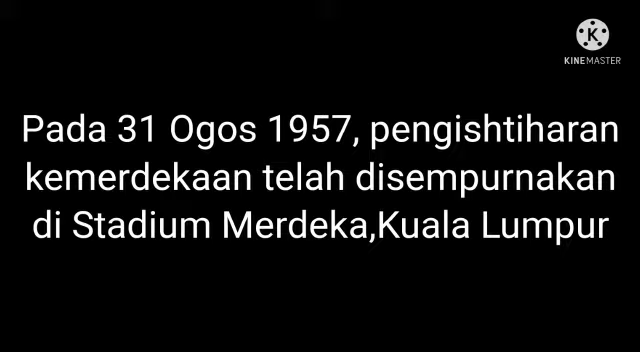 K
KINEMASTER
Pada 31 Ogos 1957, pengishtiharan
kemerdekaan telah disempurnakan
di Stadium Merdeka,Kuala Lumpur